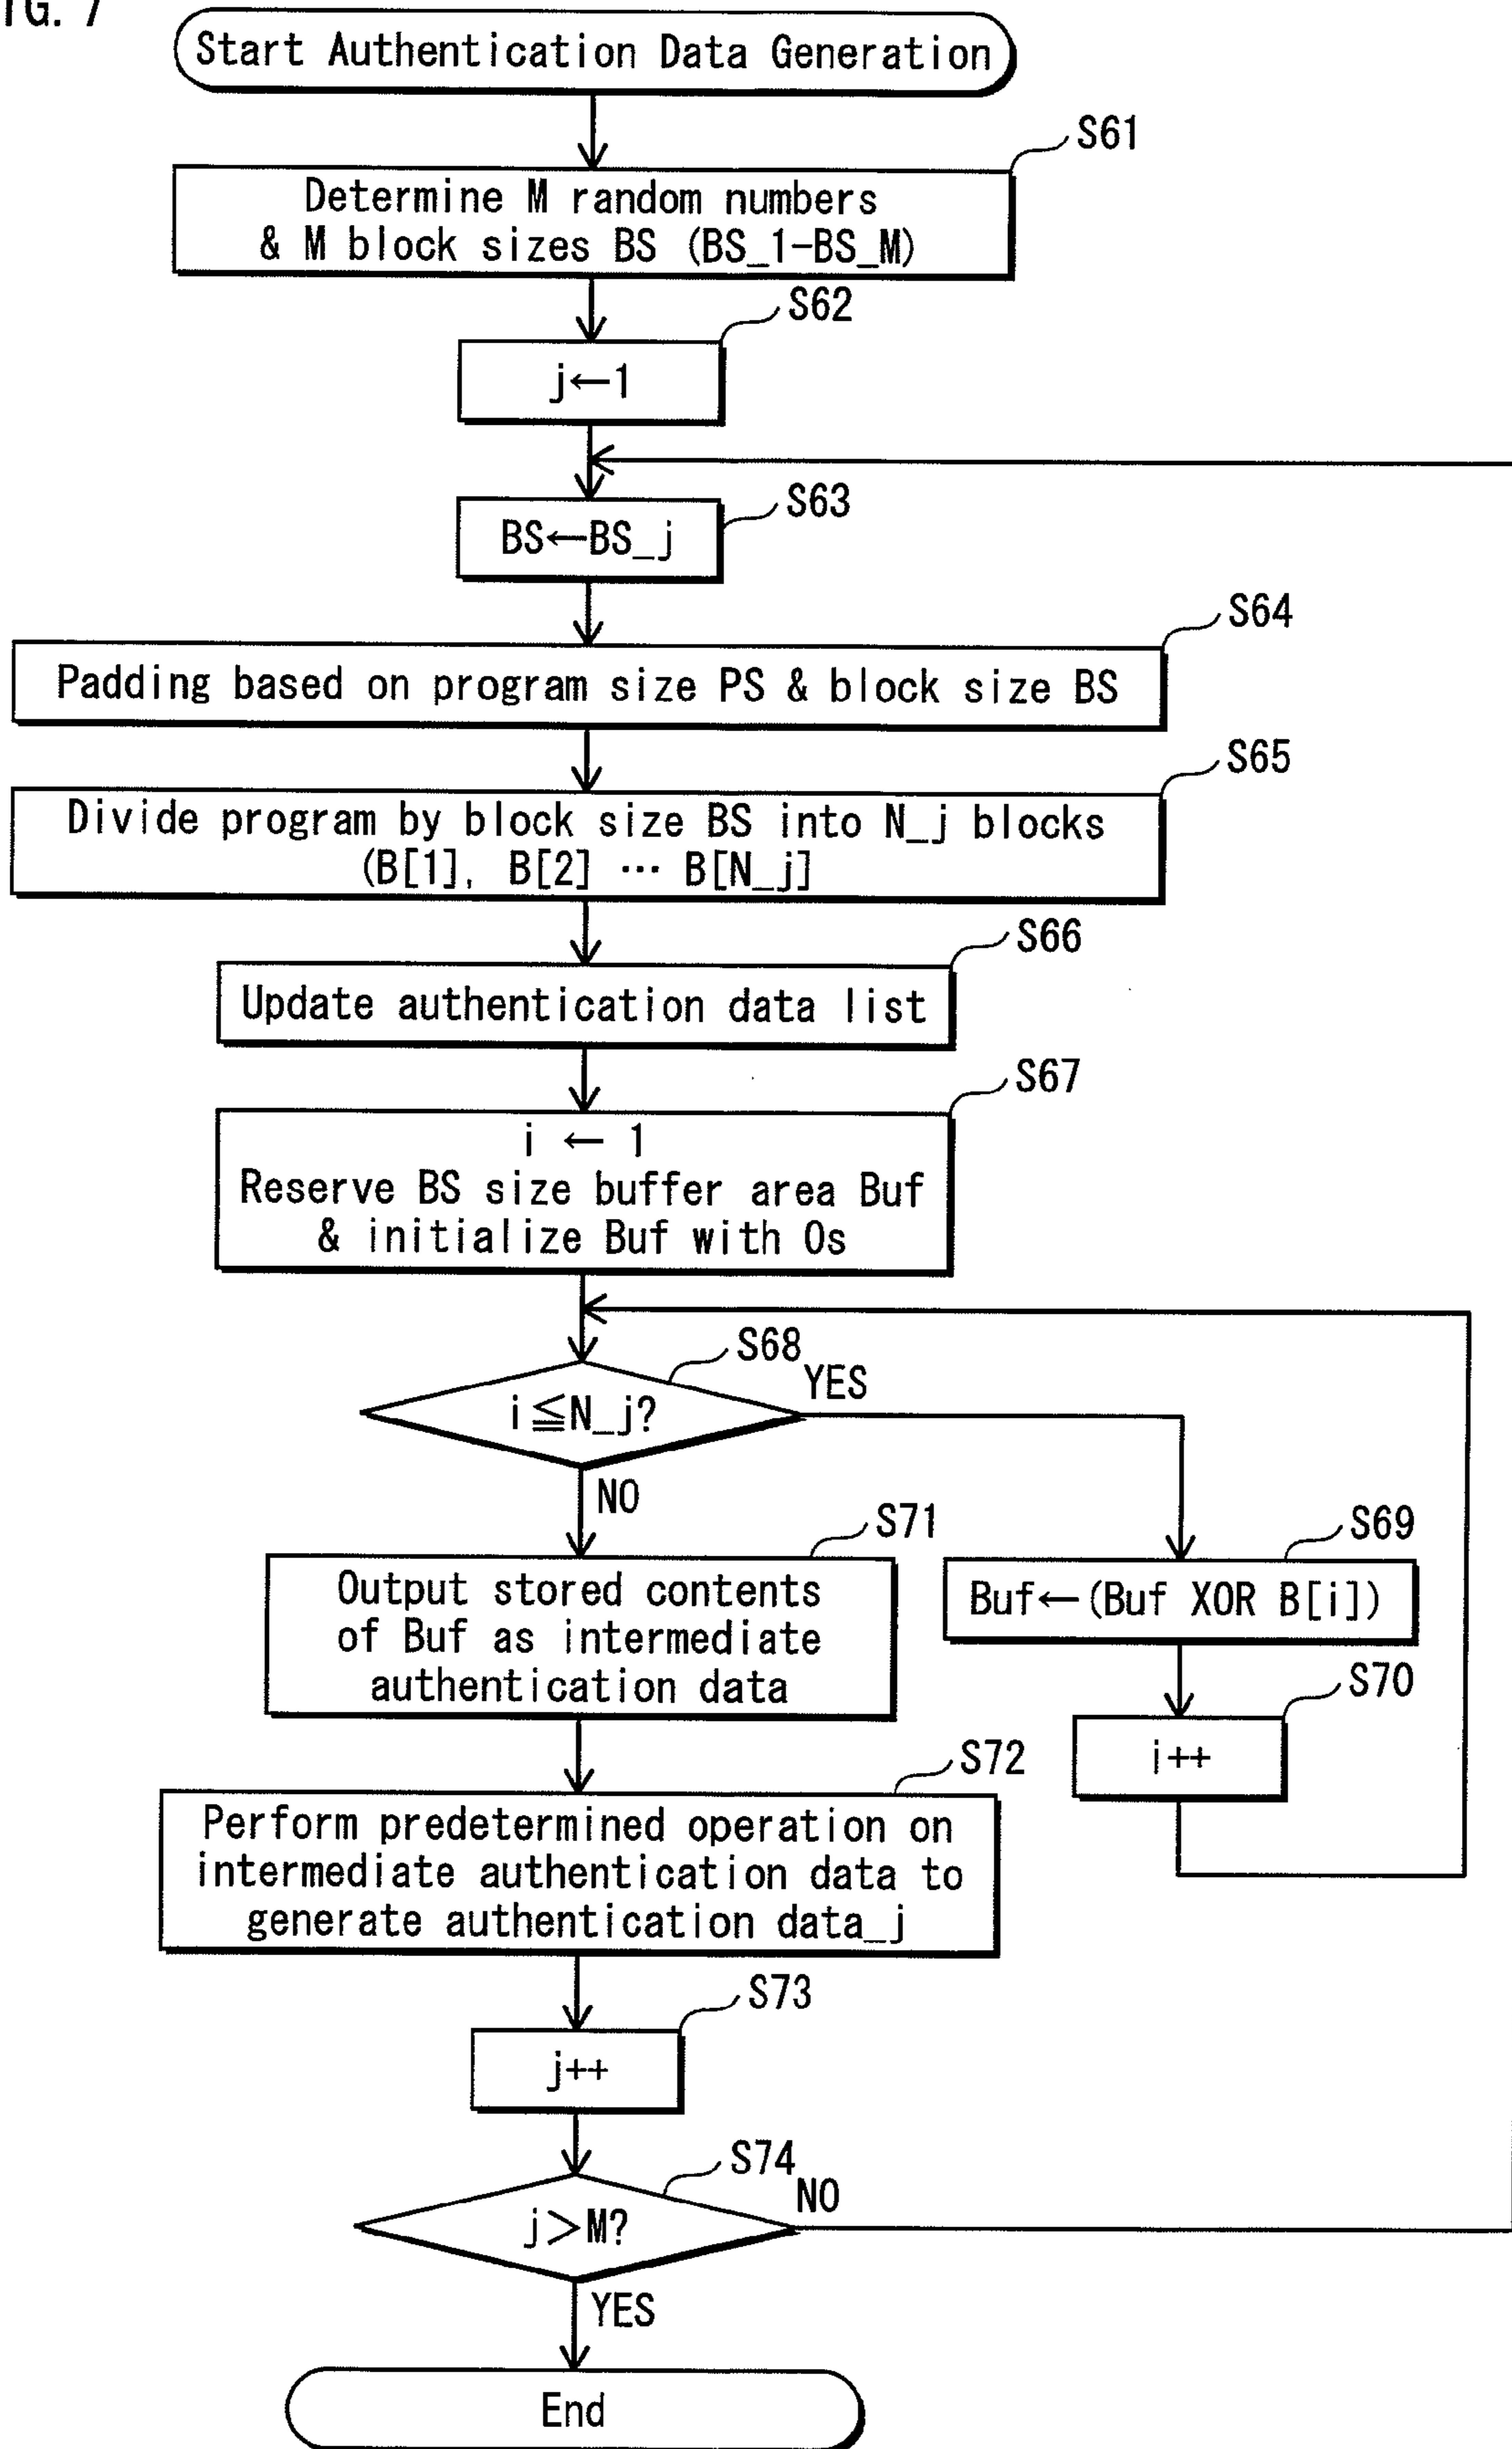 IG. 7
Start Authentication Data Generation
S61
Determine M random numbers
& M block sizes BS (BS_1-BS_M)
S62
j←1
S63
BS←BS_j
S64
Padding based on program size PS & block size BS
S65
Divide program by block size BS into N_j blocks
(B[1], B[2] ··· B[N_j]
S66
Update authentication data list
S67
i ← 1
Reserve BS size buffer area Buf
& initialize Buf with 0s
S68
YES
i≦N_j?
NO
S71
Output stored contents
of Buf as intermediate
authentication data
S69
Buf←(Buf XOR B[i])
S70
i++
S72
Perform predetermined operation on
intermediate authentication data to
generate authentication data_j
S73
j++
S74
NO
j>M?
YES
End